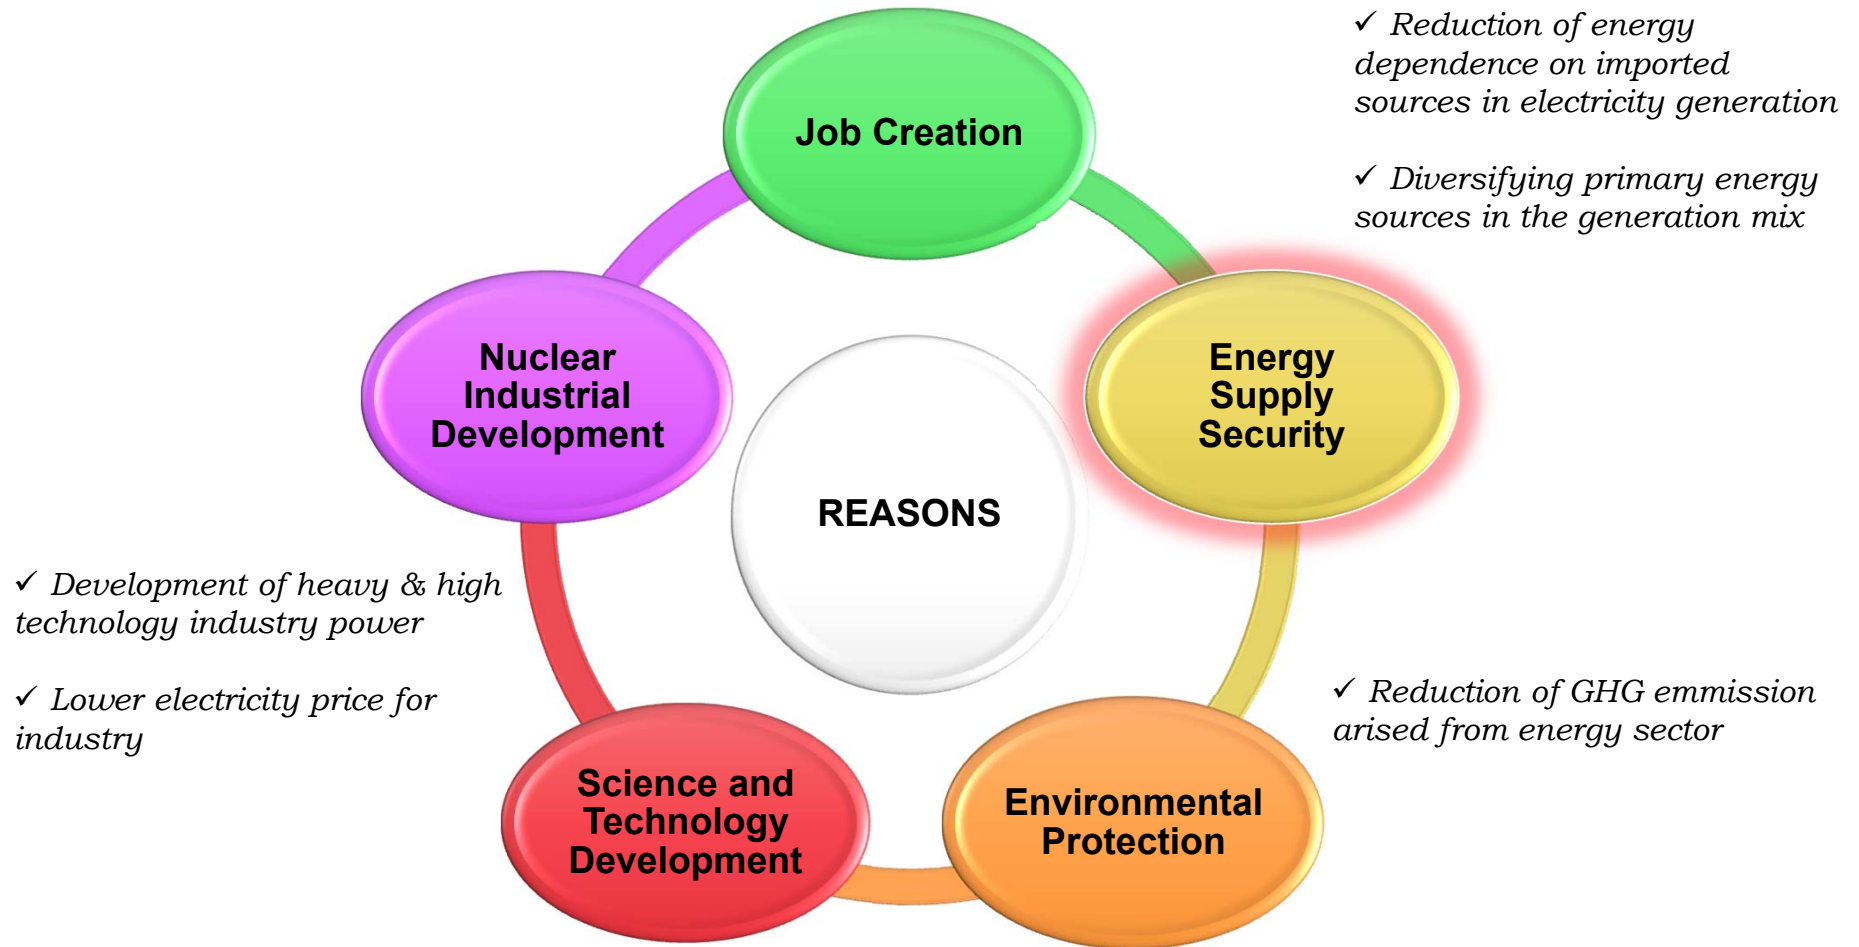 Job Creation
✓ Reduction of energy
dependence on imported
sources in electricity generation
✓ Diversifying primary energy
sources in the generation mix
Nuclear
Industrial
Development
Energy
Supply
Security
REASONS
✓ Development of heavy & high
technology industry power
✓ Lower electricity price for
industry
✓ Reduction of GHG emmission
arised from energy sector
Science and
Technology
Development
Environmental
Protection